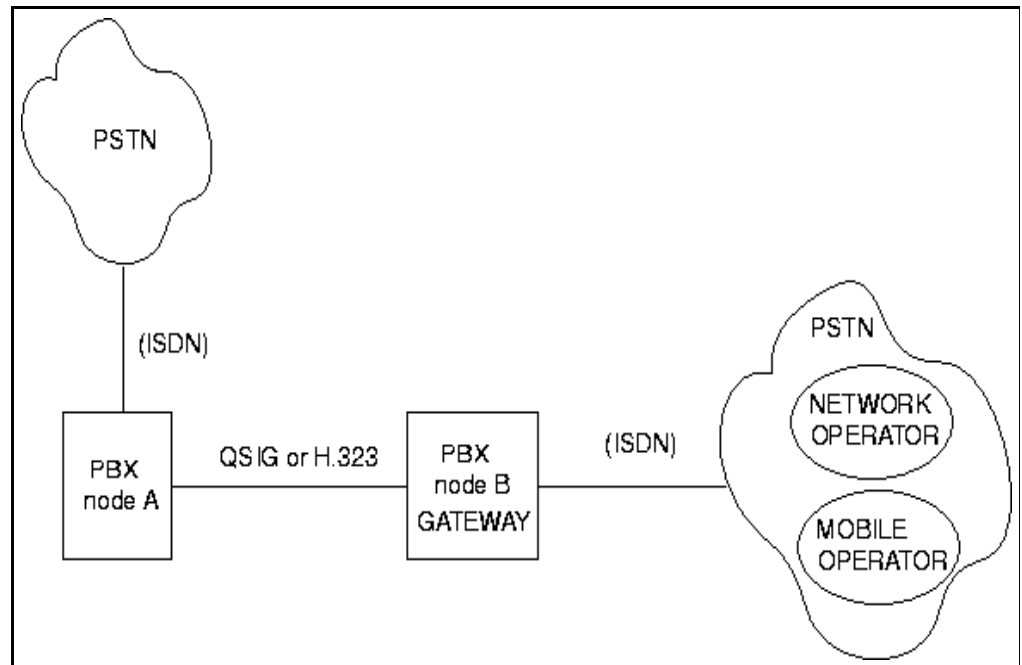 PSTN
(ISDN)
PBX
node A
QSIG or H.323
PBX
node B
GATEWAY
(ISDN)
PSTN
NETWORK
OPERATOR
MOBILE
OPERATOR